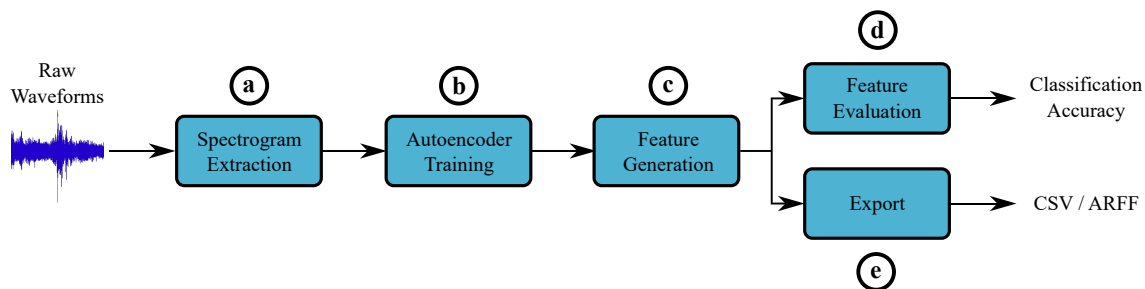 Raw
Waveforms
a
Spectrogram
Extraction
b
Autoencoder
Training
c
Feature
Generation
d
Feature
Evaluation
Classification
Accuracy
Export
CSV / ARFF
e